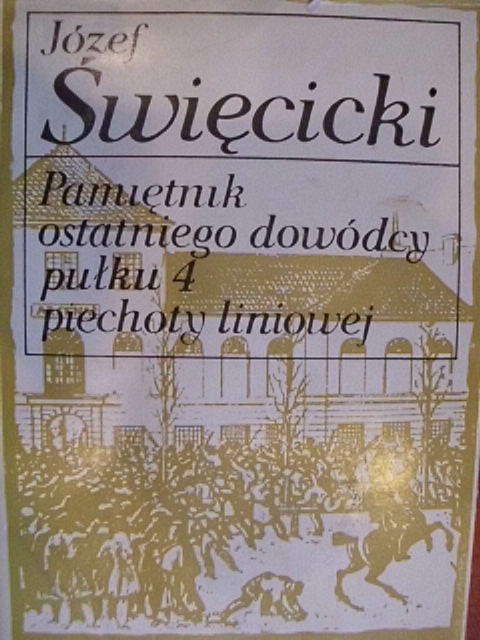 Józef
Święcicki
Pamiętnik
ostatniego dowódcy
pułku 4
piechoty liniowej